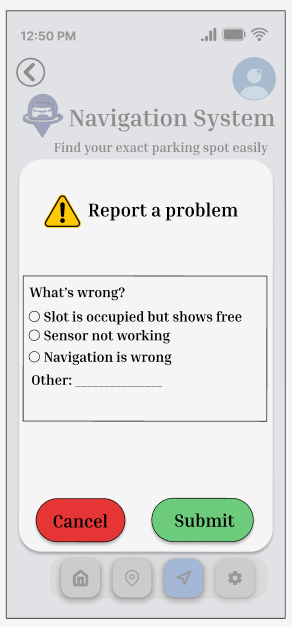 12:50 PM
Navigation System
Find your exact parking spot easily
Report a problem
What's wrong?
Slot is occupied but shows free
Sensor not working
Navigation is wrong
Other: _______________
Cancel
Submit